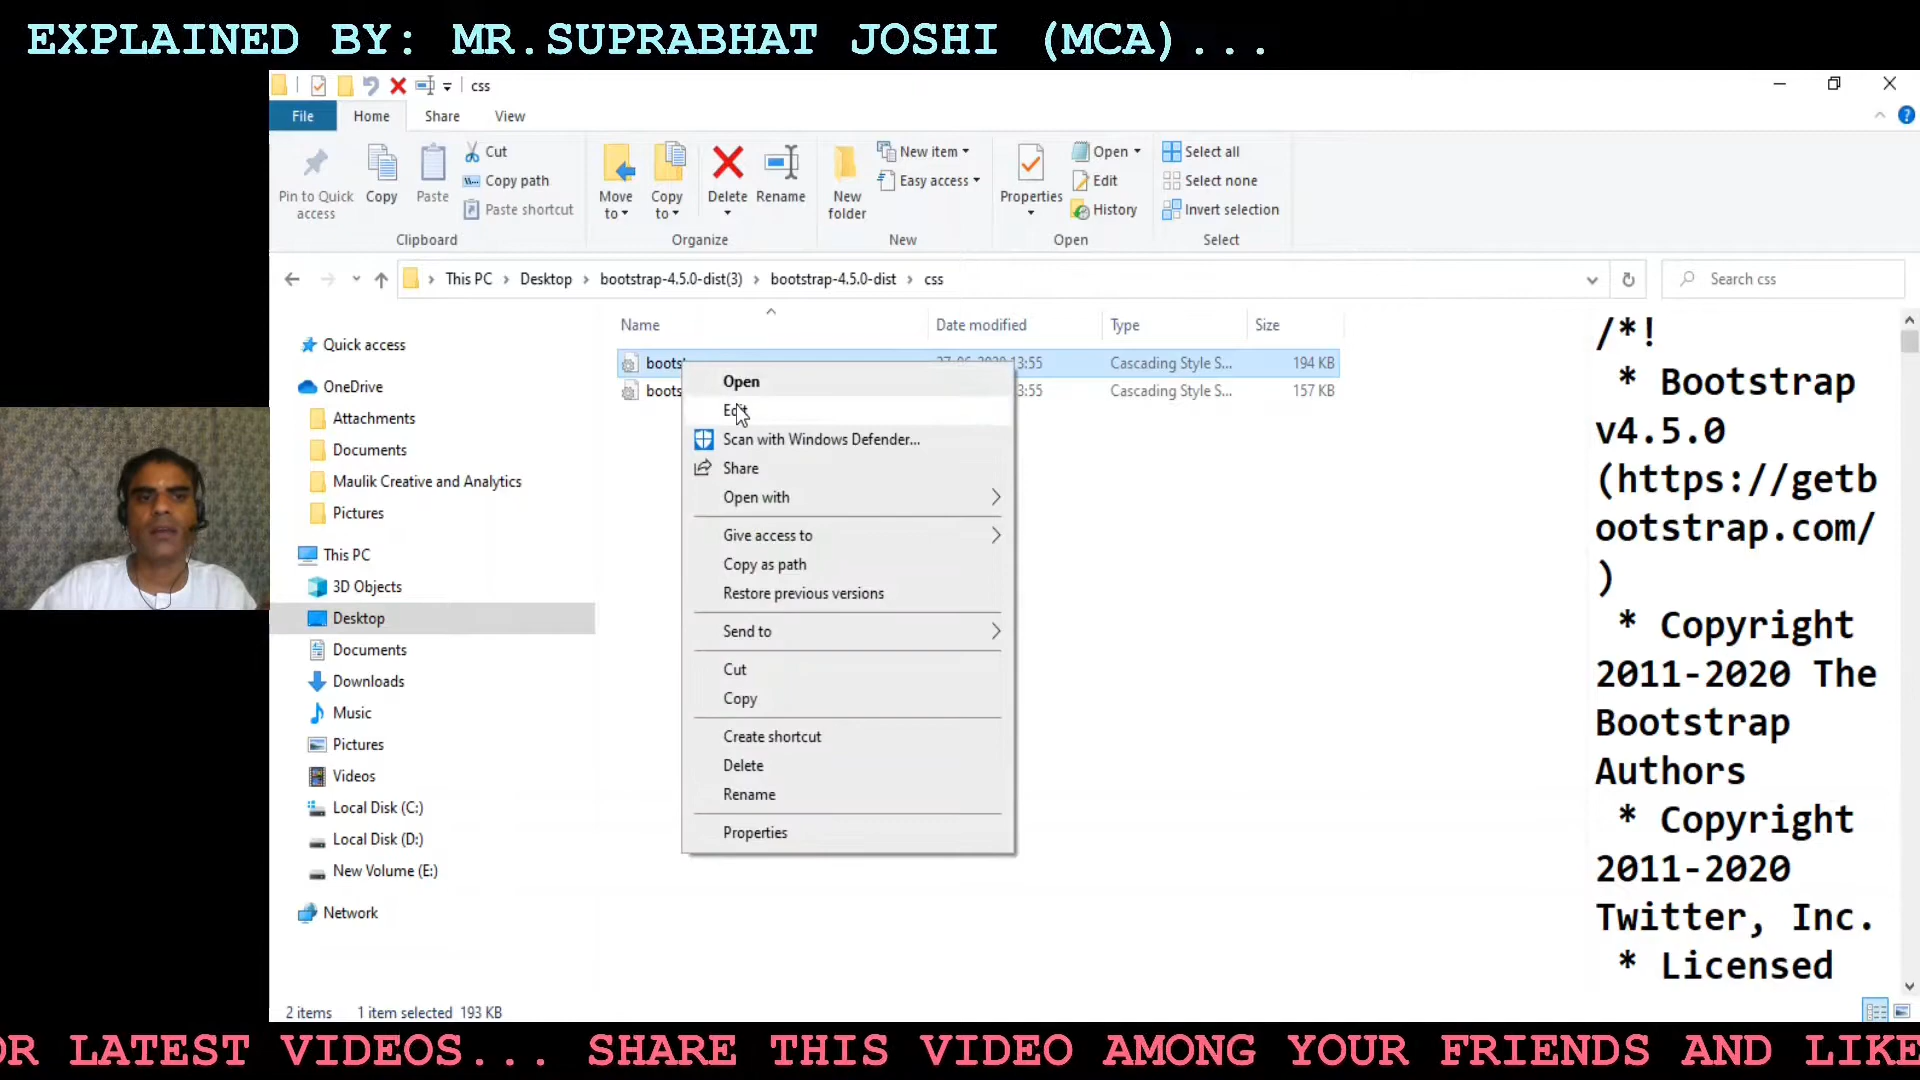 EXPLAINED BY: MR.SUPRABHAT JOSHI (MCA)...
css
File Home Share View
Pin to Quick access
Copy
Paste
Cut
Copy path
Paste shortcut
Clipboard
Move to
Copy to
Delete
Rename
Organize
New folder
New item
Easy access
New
Properties
Open
Edit
History
Open
Select all
Select none
Invert selection
Select
This PC > Desktop > bootstrap-4.5.0-dist(3) > bootstrap-4.5.0-dist > css
Search css
Quick access
OneDrive
Attachments
Documents
Maulik Creative and Analytics
Pictures
This PC
3D Objects
Desktop
Documents
Downloads
Music
Pictures
Videos
Local Disk (C:)
Local Disk (D:)
New Volume (E:)
Network
Name Date modified Type Size
13:55 Cascading Style S... 194 KB
3:55 Cascading Style S... 157 KB
Open
Edit
Scan with Windows Defender...
Share
Open with
Give access to
Copy as path
Restore previous versions
Send to
Cut
Copy
Create shortcut
Delete
Rename
Properties
/*!
* Bootstrap
v4.5.0
(https://getb
ootstrap.com/
)
* Copyright
2011-2020 The
Bootstrap
Authors
* Copyright
2011-2020
Twitter, Inc.
* Licensed
2 items 1 item selected 193 KB
OR LATEST VIDEOS... SHARE THIS VIDEO AMONG YOUR FRIENDS AND LIKE